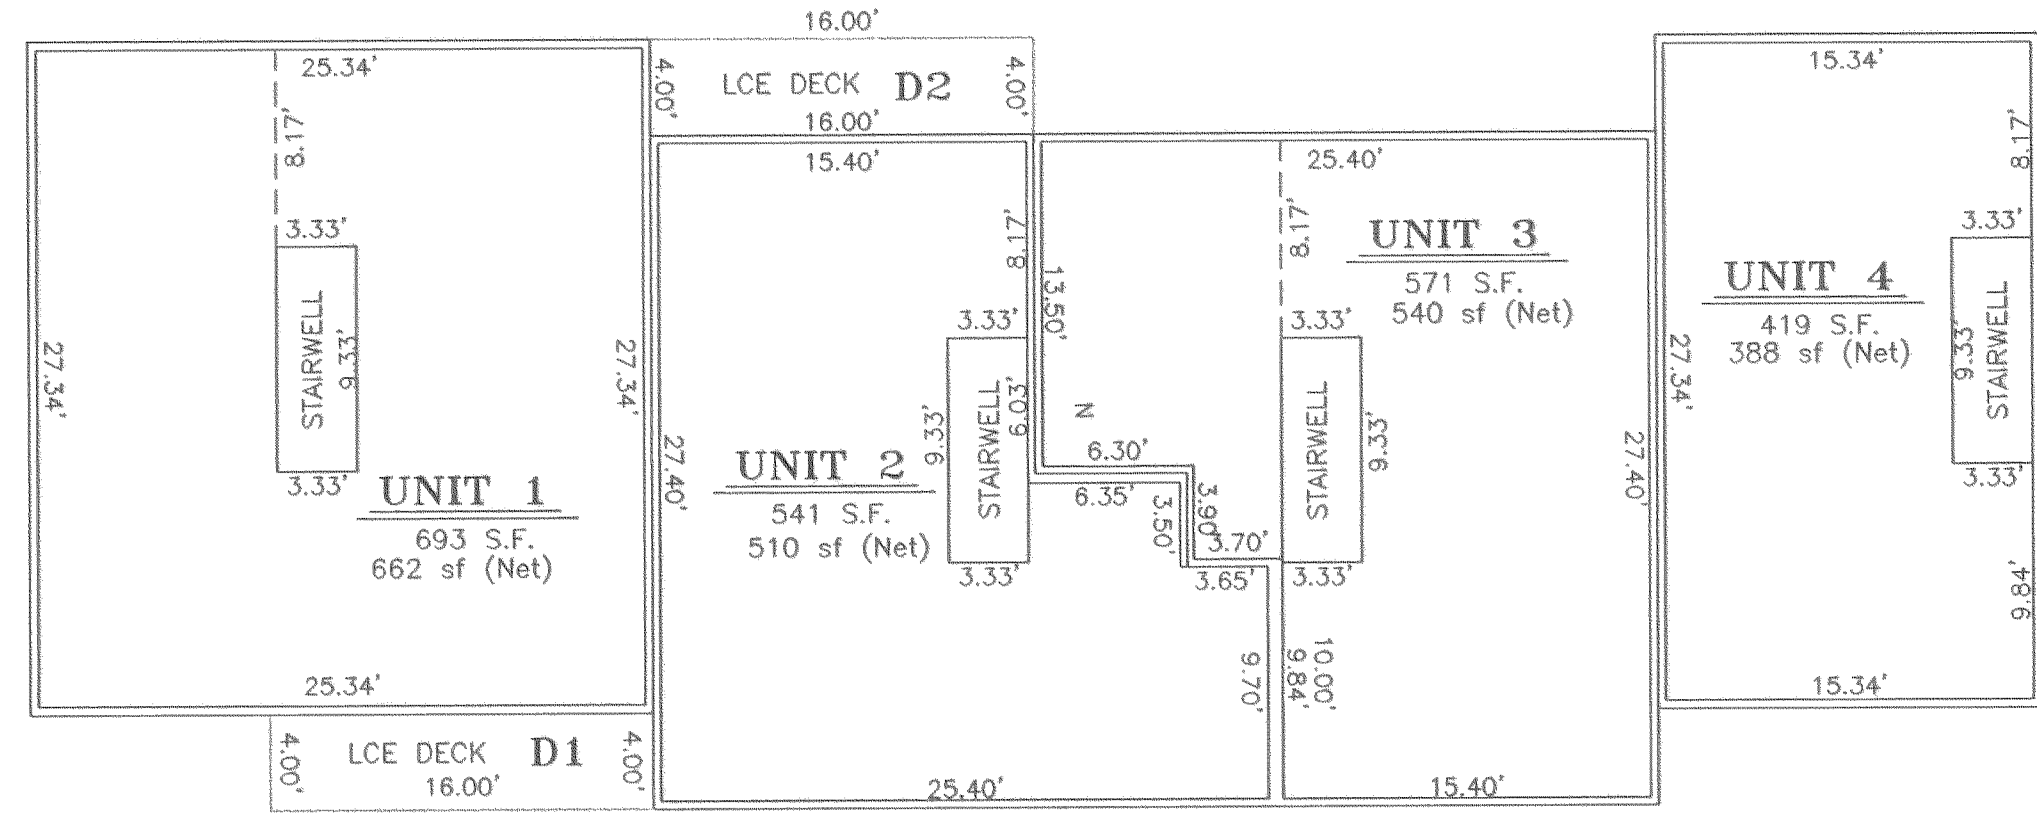 16.00'
25.34'
8.17'
3.33'
STAIRWELL
9.33'
3.33'
27.34'
27.34'
UNIT 1
693 S.F.
662 sf (Net)
25.34'
4.00'
LCE DECK D1
16.00'
4.00'
4.00'
LCE DECK D2
4.00'
16.00'
15.40'
8.17'
3.33'
STAIRWELL
9.33'
9.03'
3.33'
27.40'
UNIT 2
541 S.F.
510 sf (Net)
13.50'
N
6.30'
6.35'
3.50'
3.90'
3.70'
3.65'
9.70'
25.40'
25.40'
8.17'
UNIT 3
571 S.F.
540 sf (Net)
3.33'
STAIRWELL
9.33'
3.33'
27.40'
9.84'
10.00'
15.40'
15.34'
8.17'
3.33'
UNIT 4
419 S.F.
388 sf (Net)
STAIRWELL
9.33'
3.33'
27.34'
9.84'
15.34'